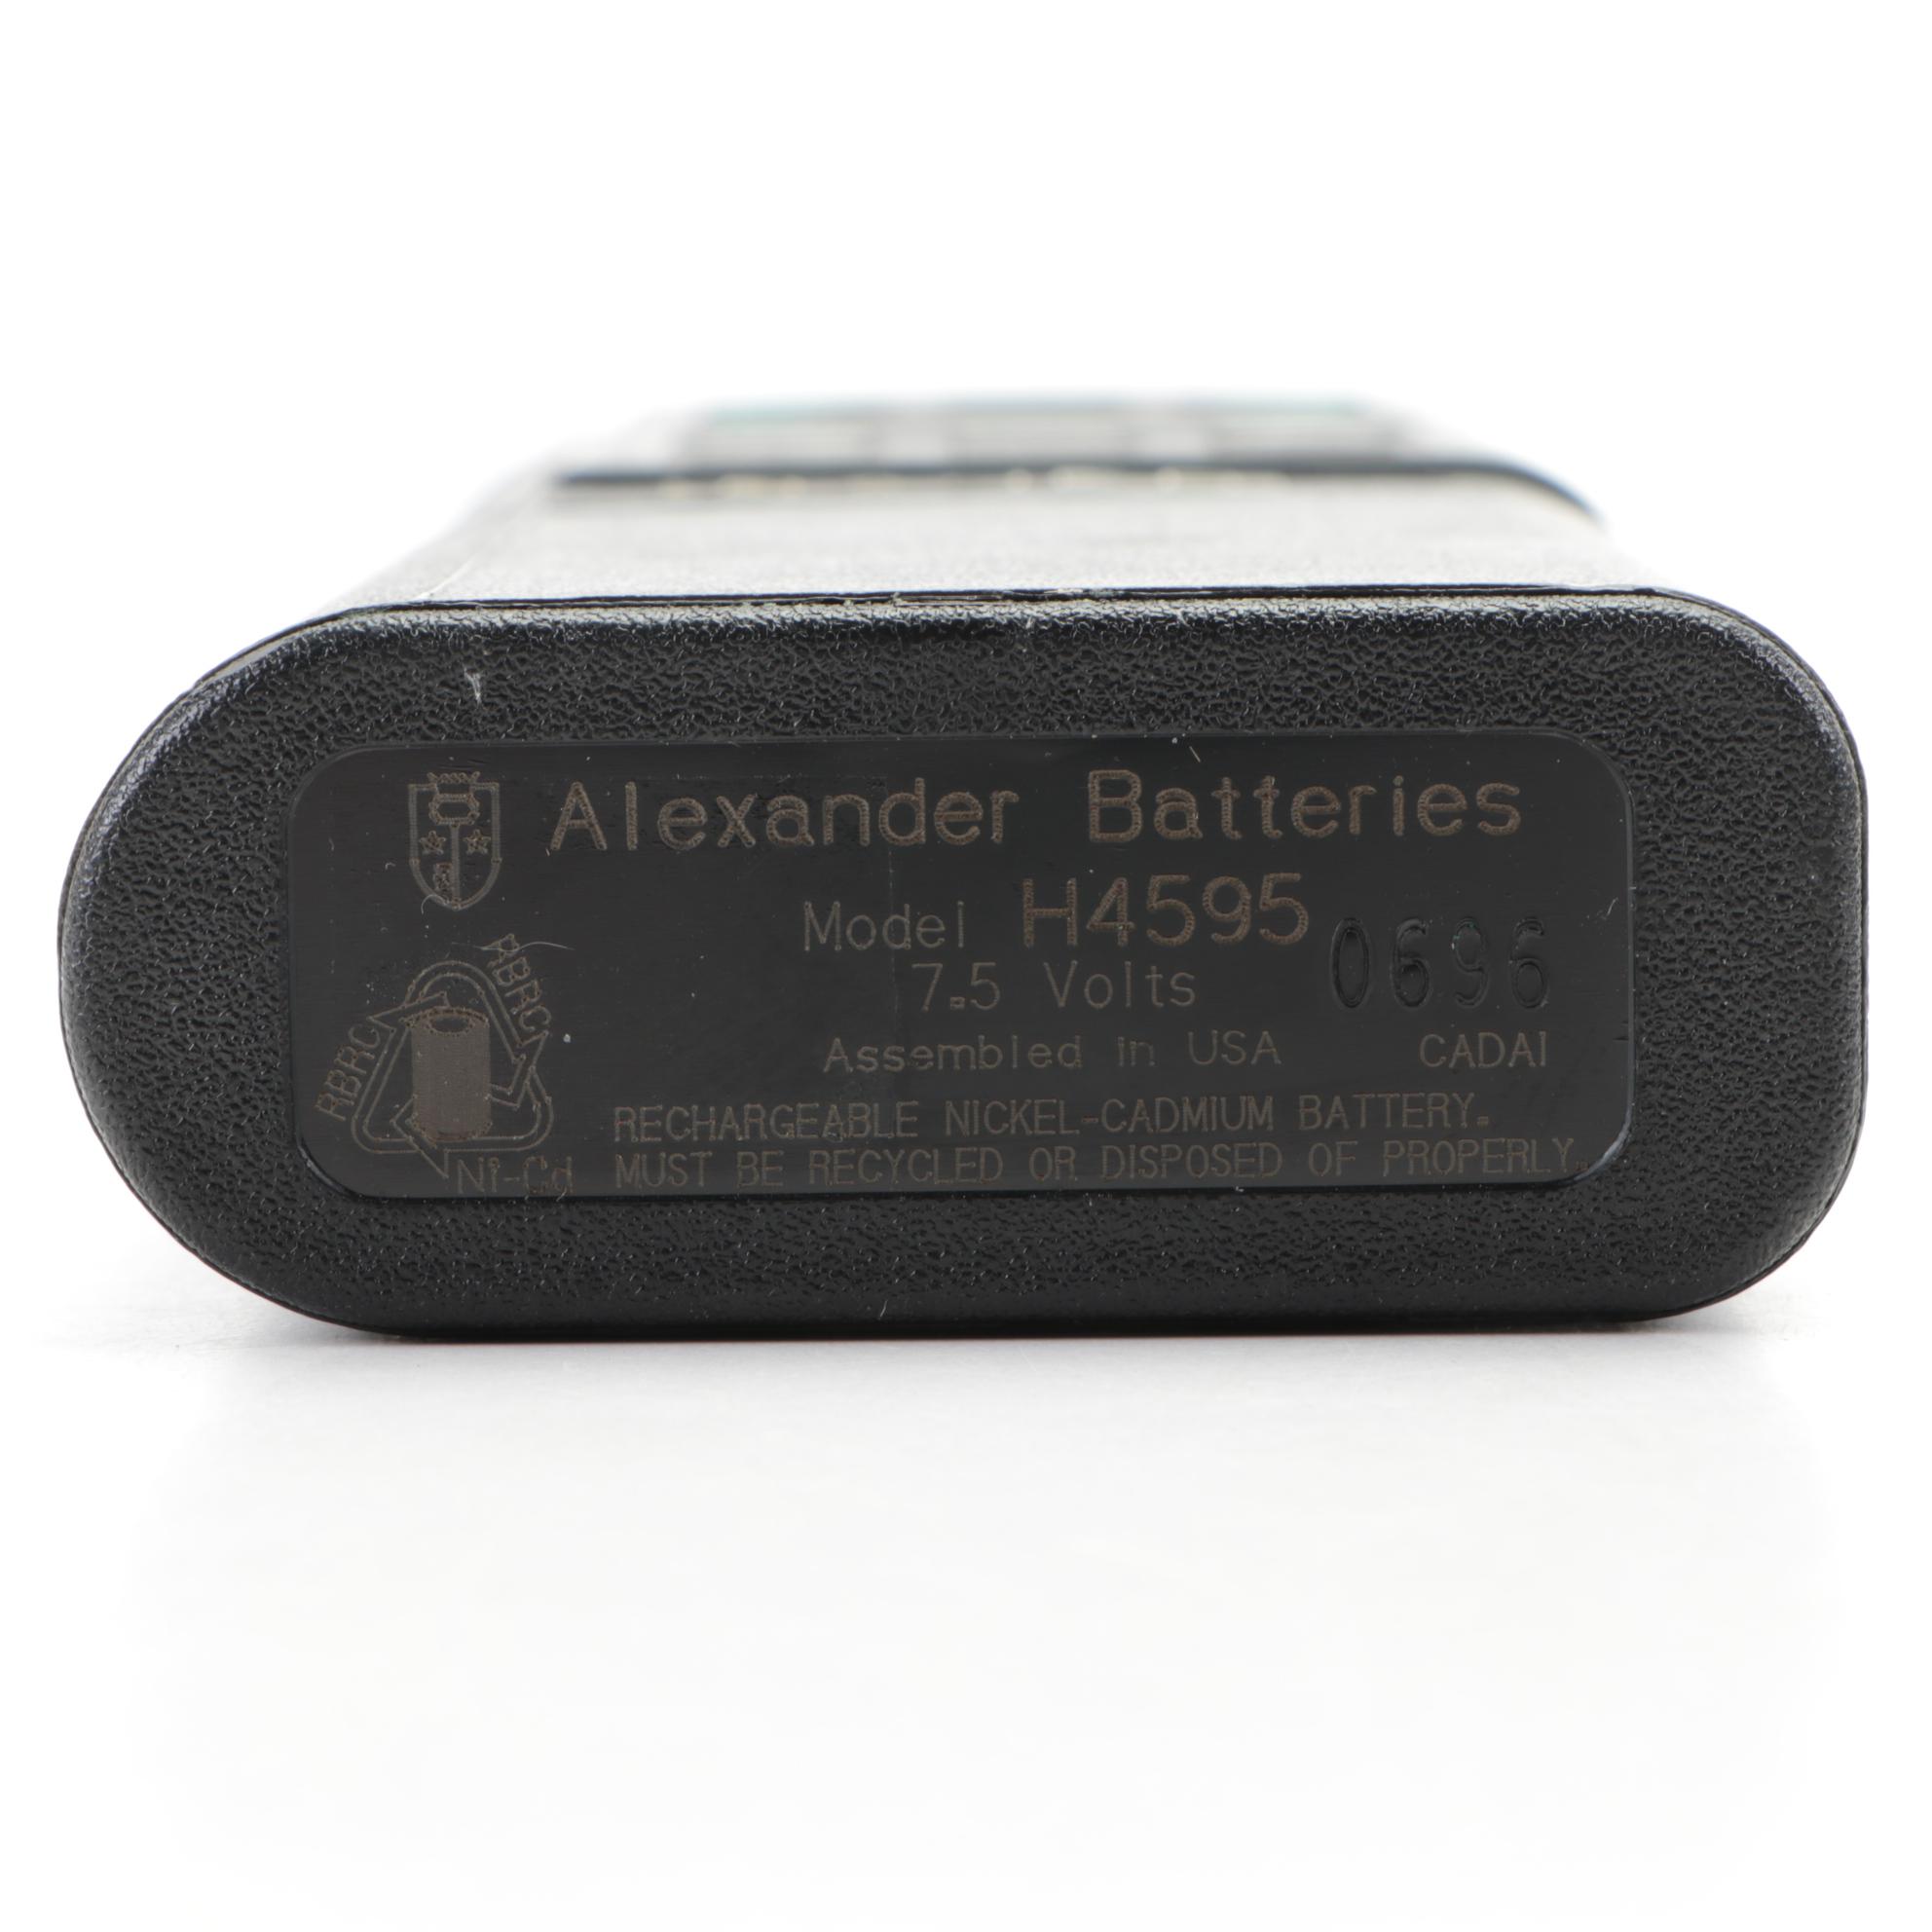 Alexander Batteries
Model H4595
7.5 Volts
0696
Assembled in USA CADAI
RBRC RBRC
Ni-Cd
RECHARGEABLE NICKEL-CADMIUM BATTERY.
MUST BE RECYCLED OR DISPOSED OF PROPERLY.